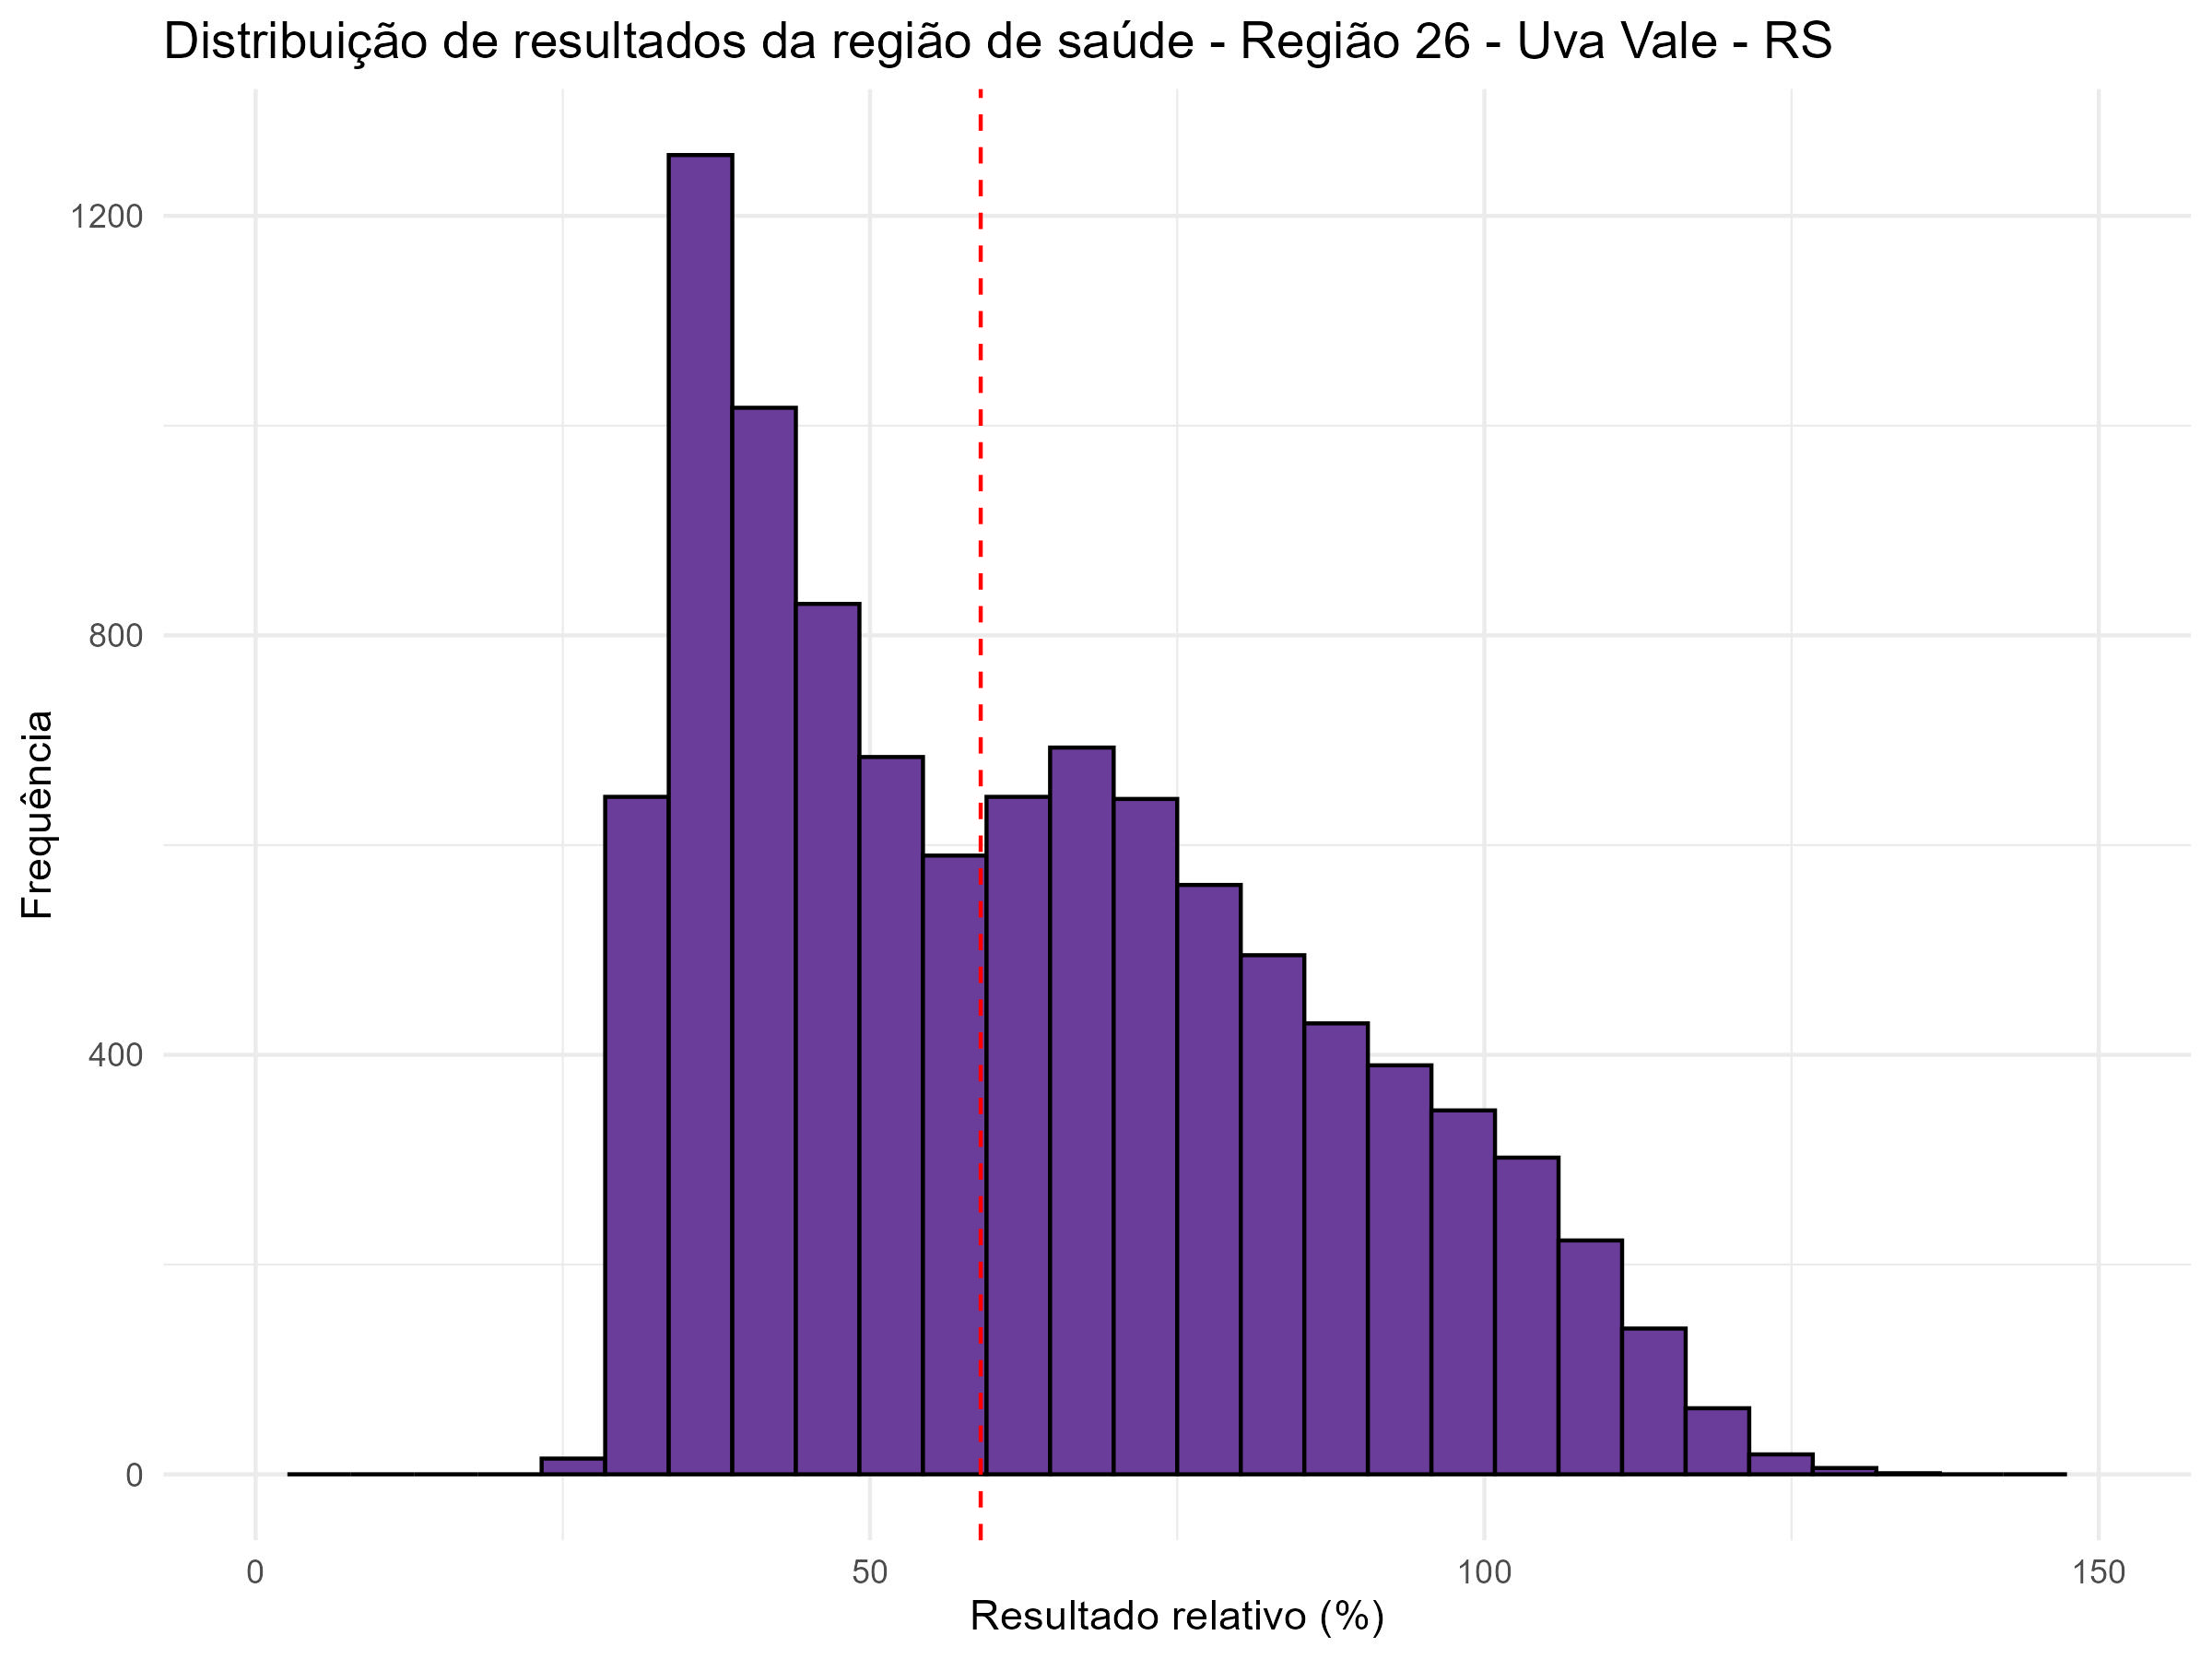 Distribuição de resultados da região de saúde - Região 26 - Uva Vale - RS
1200
800
400
0
Frequência
0 50 100 150
Resultado relativo (%)